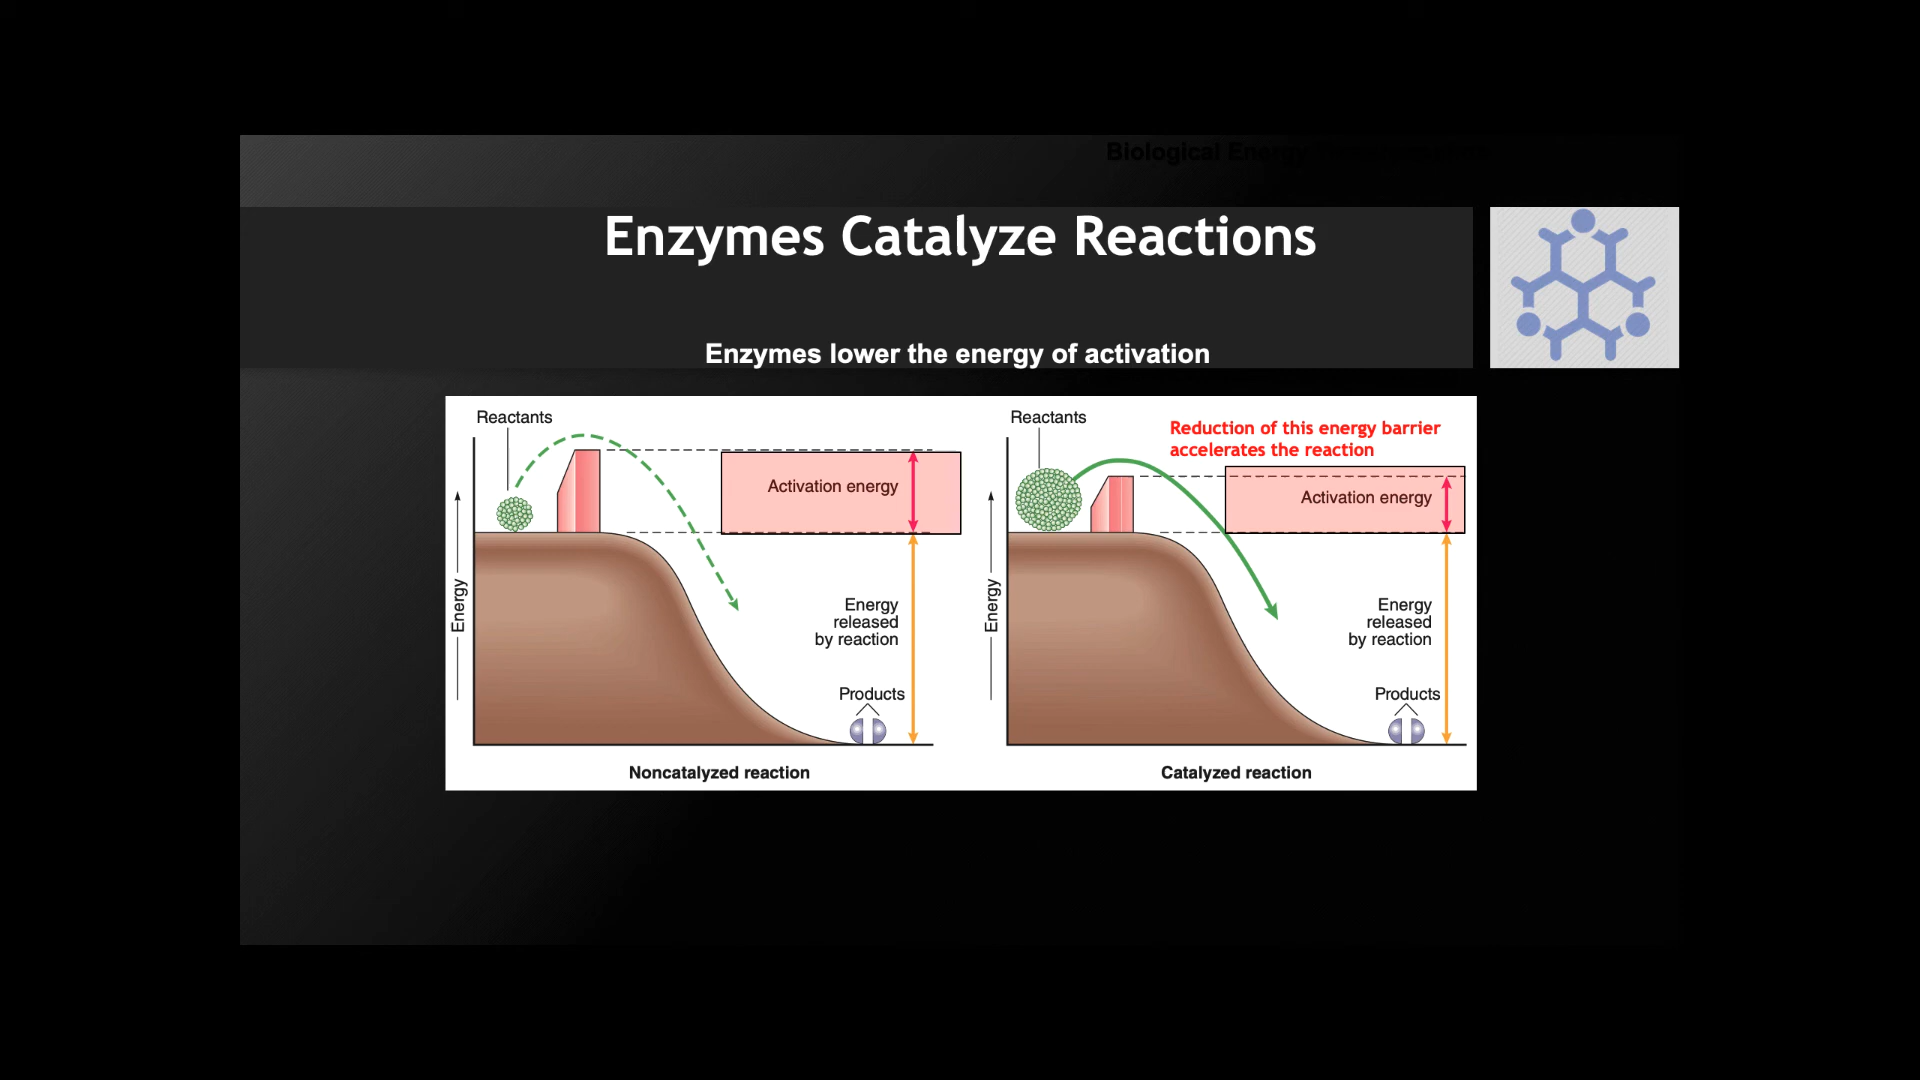 Biological Energy
Enzymes Catalyze Reactions
Enzymes lower the energy of activation
Reactants
Activation energy
Energy
Energy
released
by reaction
Products
Noncatalyzed reaction
Reactants
Reduction of this energy barrier
accelerates the reaction
Activation energy
Energy
Energy
released
by reaction
Products
Catalyzed reaction